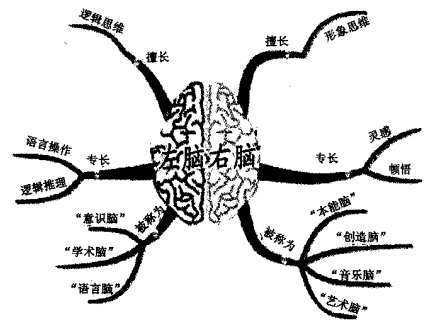 逻辑思维
擅长
形象思维
擅长
左脑右脑
语言操作
专长
逻辑推理
灵感
专长
顿悟
"意识脑"
被称为
"学术脑"
"语言脑"
"本能脑"
被称为
"创造脑"
"音乐脑"
"艺术脑"